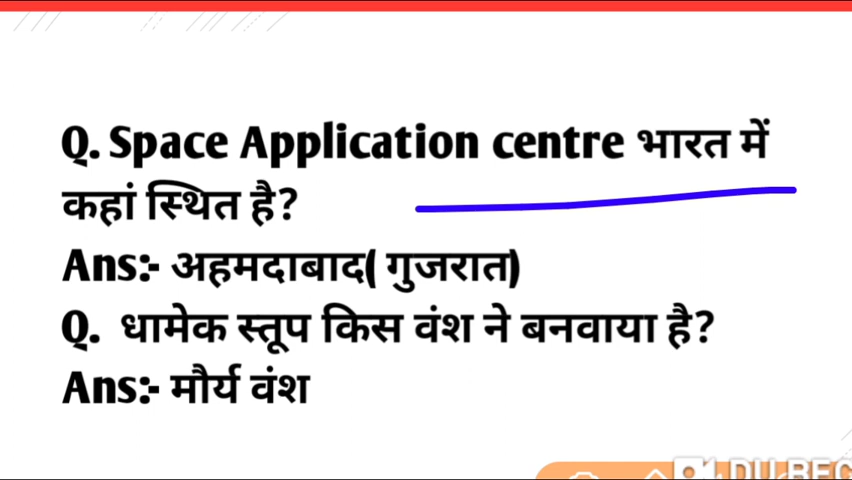 Q. Space Application centre भारत में
कहां स्थित है?
Ans:- अहमदाबाद( गुजरात)
Q. धामेक स्तूप किस वंश ने बनवाया है?
Ans:- मौर्य वंश